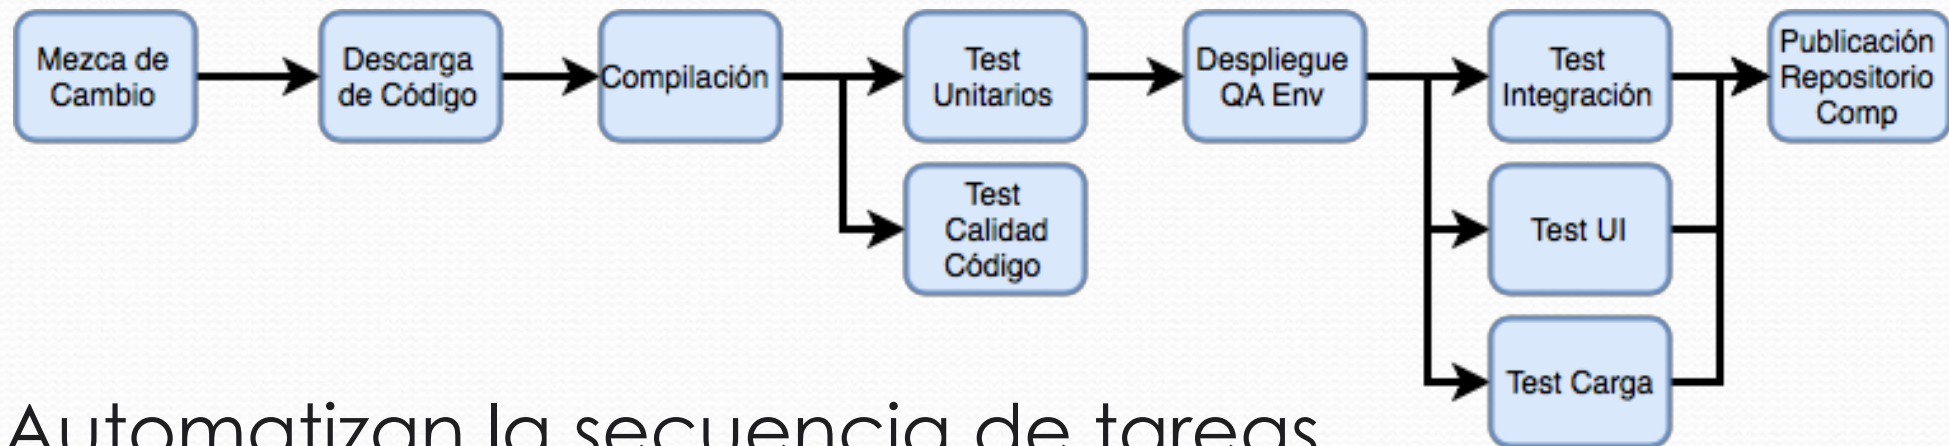 Mezca de
Cambio
Descarga
de Código
Compilación
Test
Unitarios
Despliegue
QA Env
Test
Integración
Publicación
Repositorio
Comp
Test
Calidad
Código
Test UI
Test Carga
Automatizan la secuencia de tareas